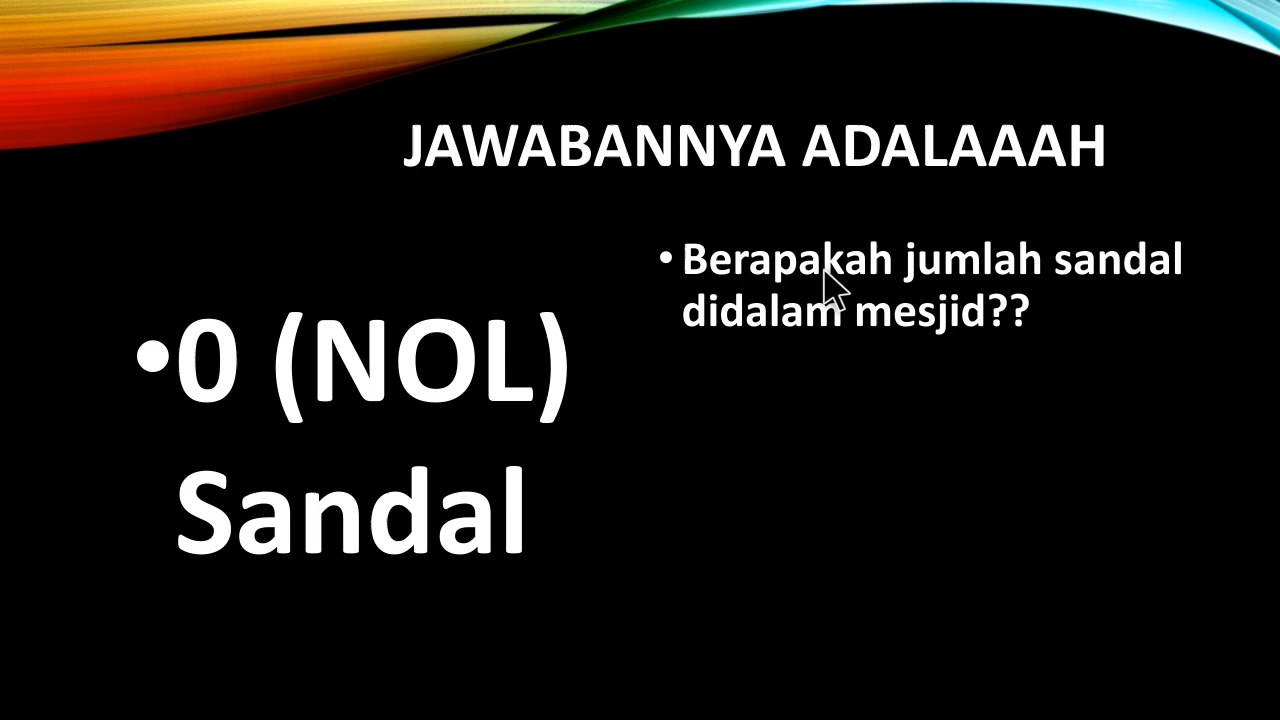 JAWABANNYA ADALAAAH
•0 (NOL)
Sandal
• Berapakah jumlah sandal
didalam mesjid??